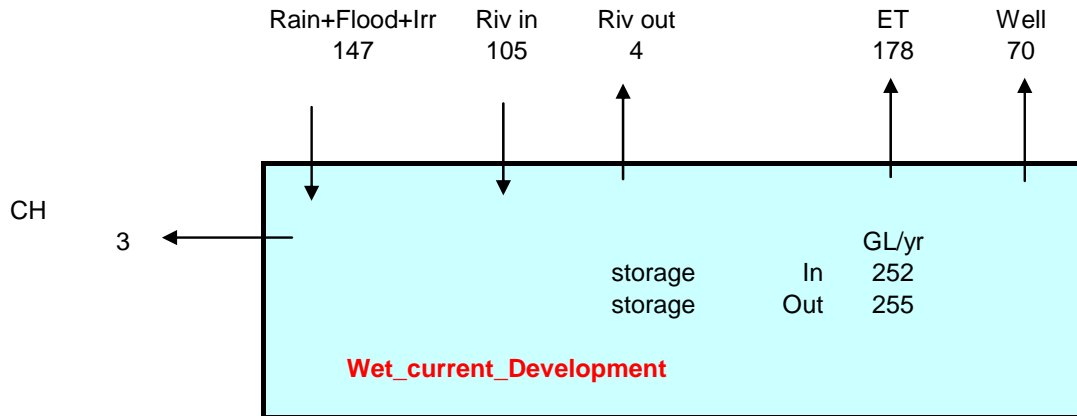 Rain+Flood+Irr Riv in Riv out ET Well
147 105 4 178 70
CH
3
GL/yr
storage In 252
storage Out 255
Wet_current_Development